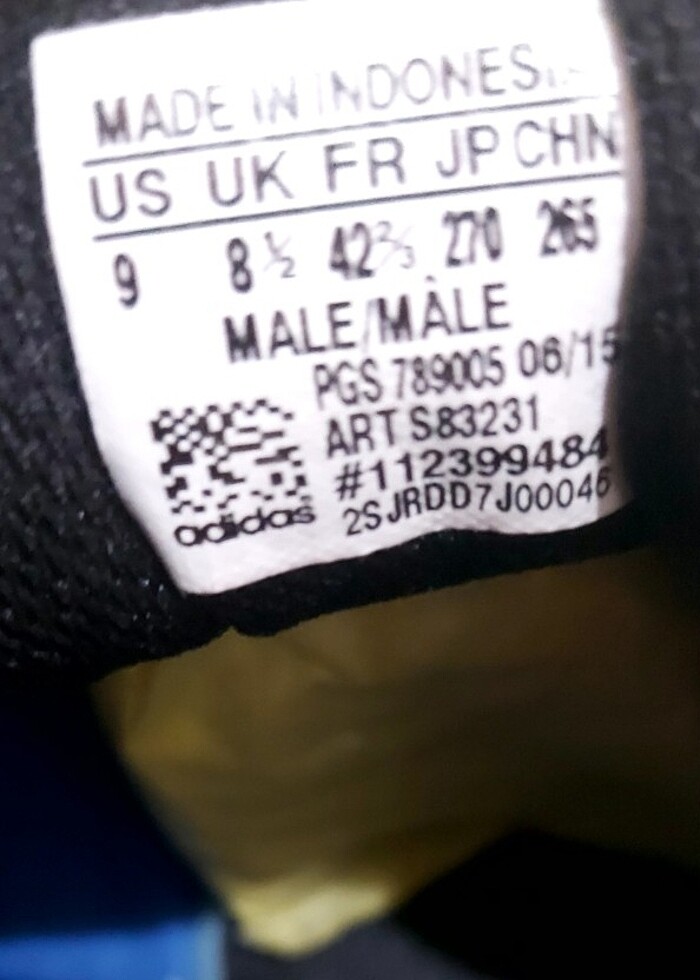 MADE IN INDONES
US UK FR JP CHN
9 8½ 42⅔ 270 265
MALE/MÂLE
PGS 789005 06/15
ART S83231
#112399484
2SJRDD7J00046
adidas